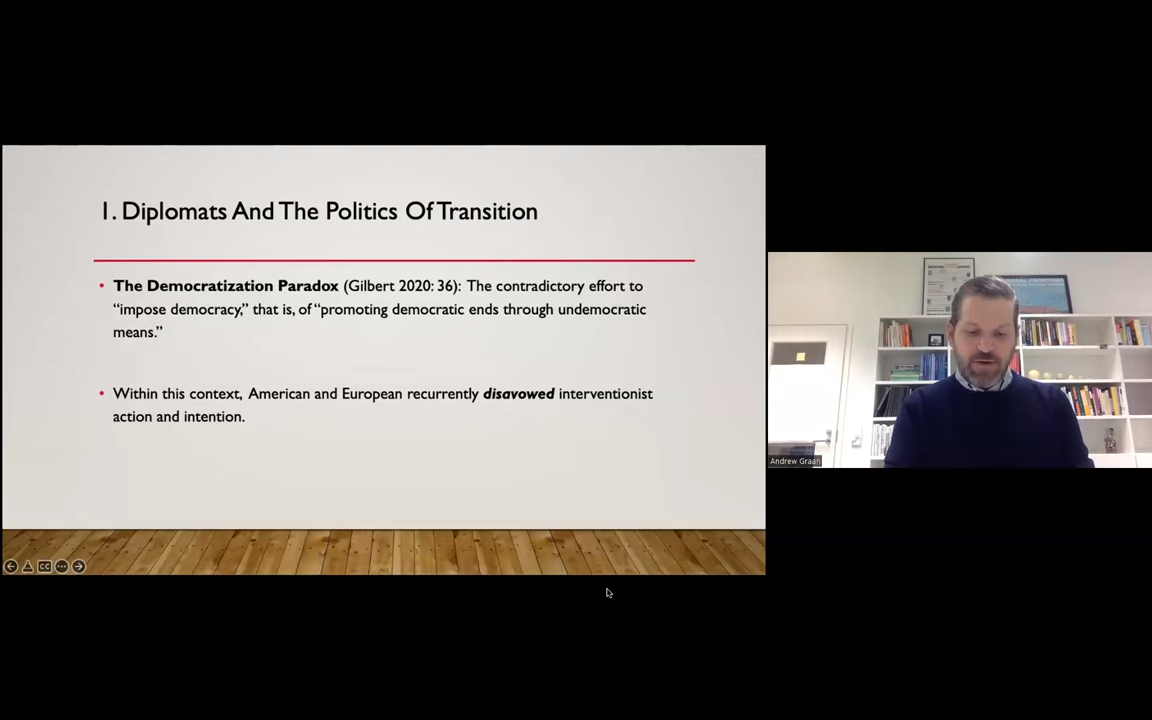 1. Diplomats And The Politics Of Transition
• The Democratization Paradox (Gilbert 2020: 36): The contradictory effort to
“impose democracy,” that is, of “promoting democratic ends through undemocratic
means.”
• Within this context, American and European recurrently disavowed interventionist
action and intention.
CC
Andrew Graan